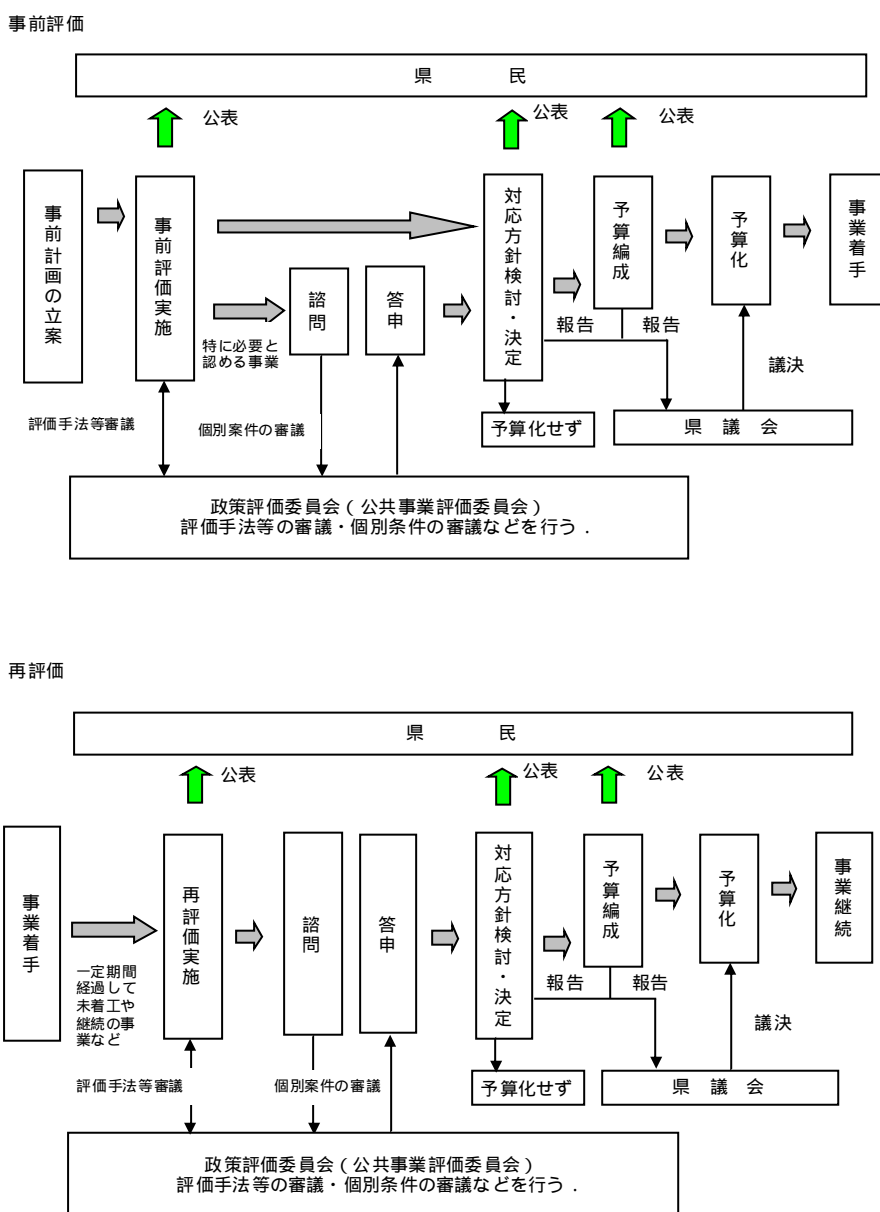 事前評価
県　民
公表
公表
公表
事前計画の立案
事前評価実施
諮問
答申
対応方針検討・決定
予算編成
予算化
事業着手
特に必要と
認める事業
報告
報告
議決
評価手法等審議
個別案件の審議
予算化せず
県　議　会
政策評価委員会（公共事業評価委員会）
評価手法等の審議・個別条件の審議などを行う．
再評価
県　民
公表
公表
公表
事業着手
再評価実施
諮問
答申
対応方針検討・決定
予算編成
予算化
事業継続
一定期間
経過して
未着工や
継続の事
業など
報告
報告
議決
評価手法等審議
個別案件の審議
予算化せず
県　議　会
政策評価委員会（公共事業評価委員会）
評価手法等の審議・個別条件の審議などを行う．